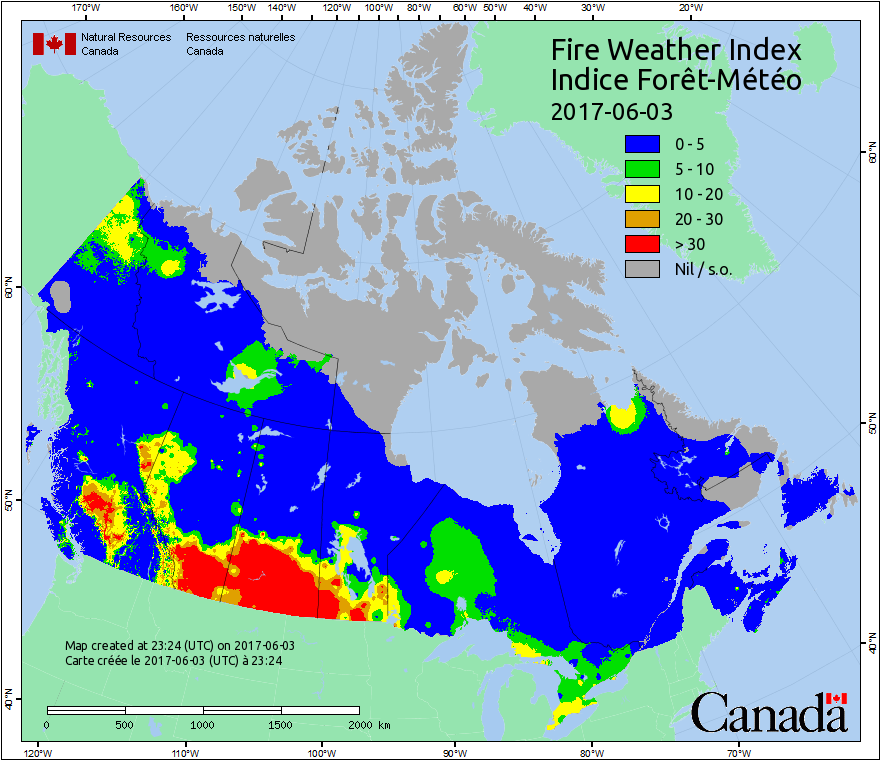 170°W 160°W 150°W 140°W 130°W 120°W 110°W 100°W 90°W 80°W 70°W 60°W 50°W 40°W 30°W 20°W
Natural Resources Ressources naturelles
Canada Canada
Fire Weather Index
Indice Forêt-Météo
2017-06-03
0 - 5
5 - 10
10 - 20
20 - 30
> 30
Nil / s.o.
60°N
60°N
50°N
50°N
40°N
40°N
Map created at 23:24 (UTC) on 2017-06-03
Carte créée le 2017-06-03 (UTC) à 23:24
0 500 1000 1500 2000 km
Canada
120°W 110°W 100°W 90°W 80°W 70°W